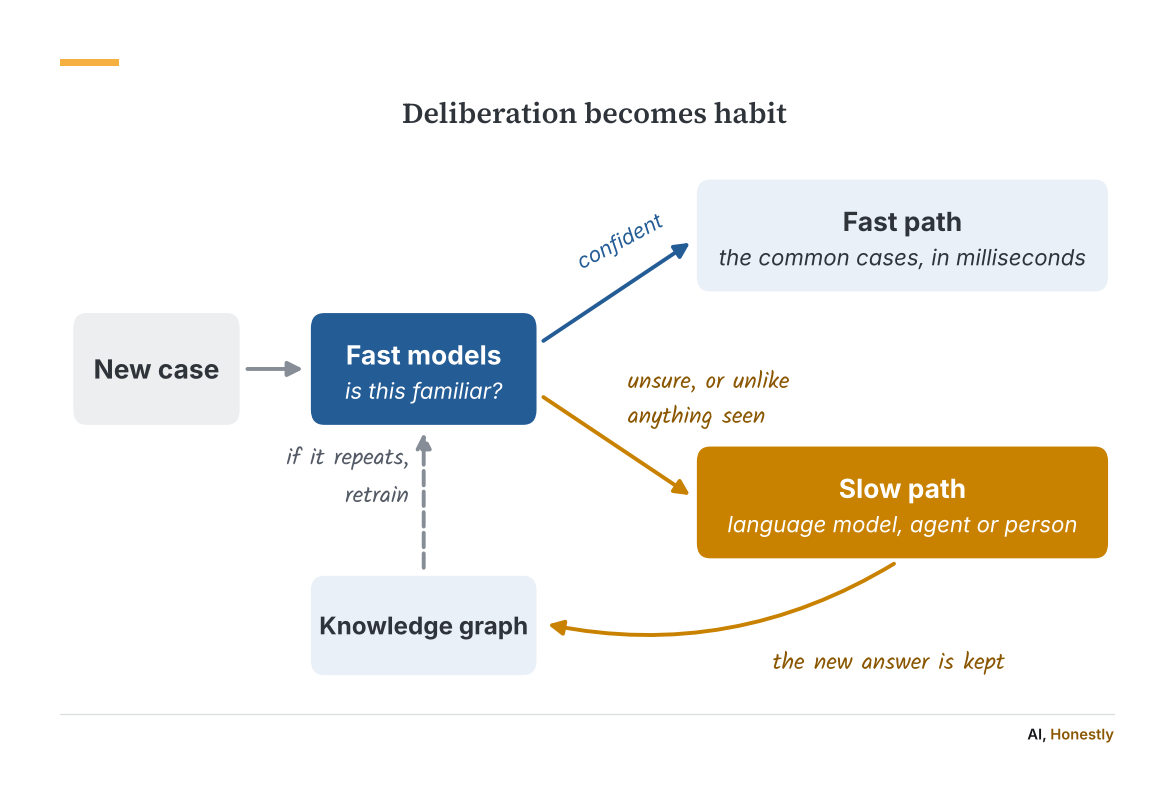 Deliberation becomes habit
Fast path
the common cases, in milliseconds
confident
New case
Fast models
is this familiar?
unsure, or unlike
anything seen
if it repeats,
retrain
Slow path
language model, agent or person
Knowledge graph
the new answer is kept
AI, Honestly